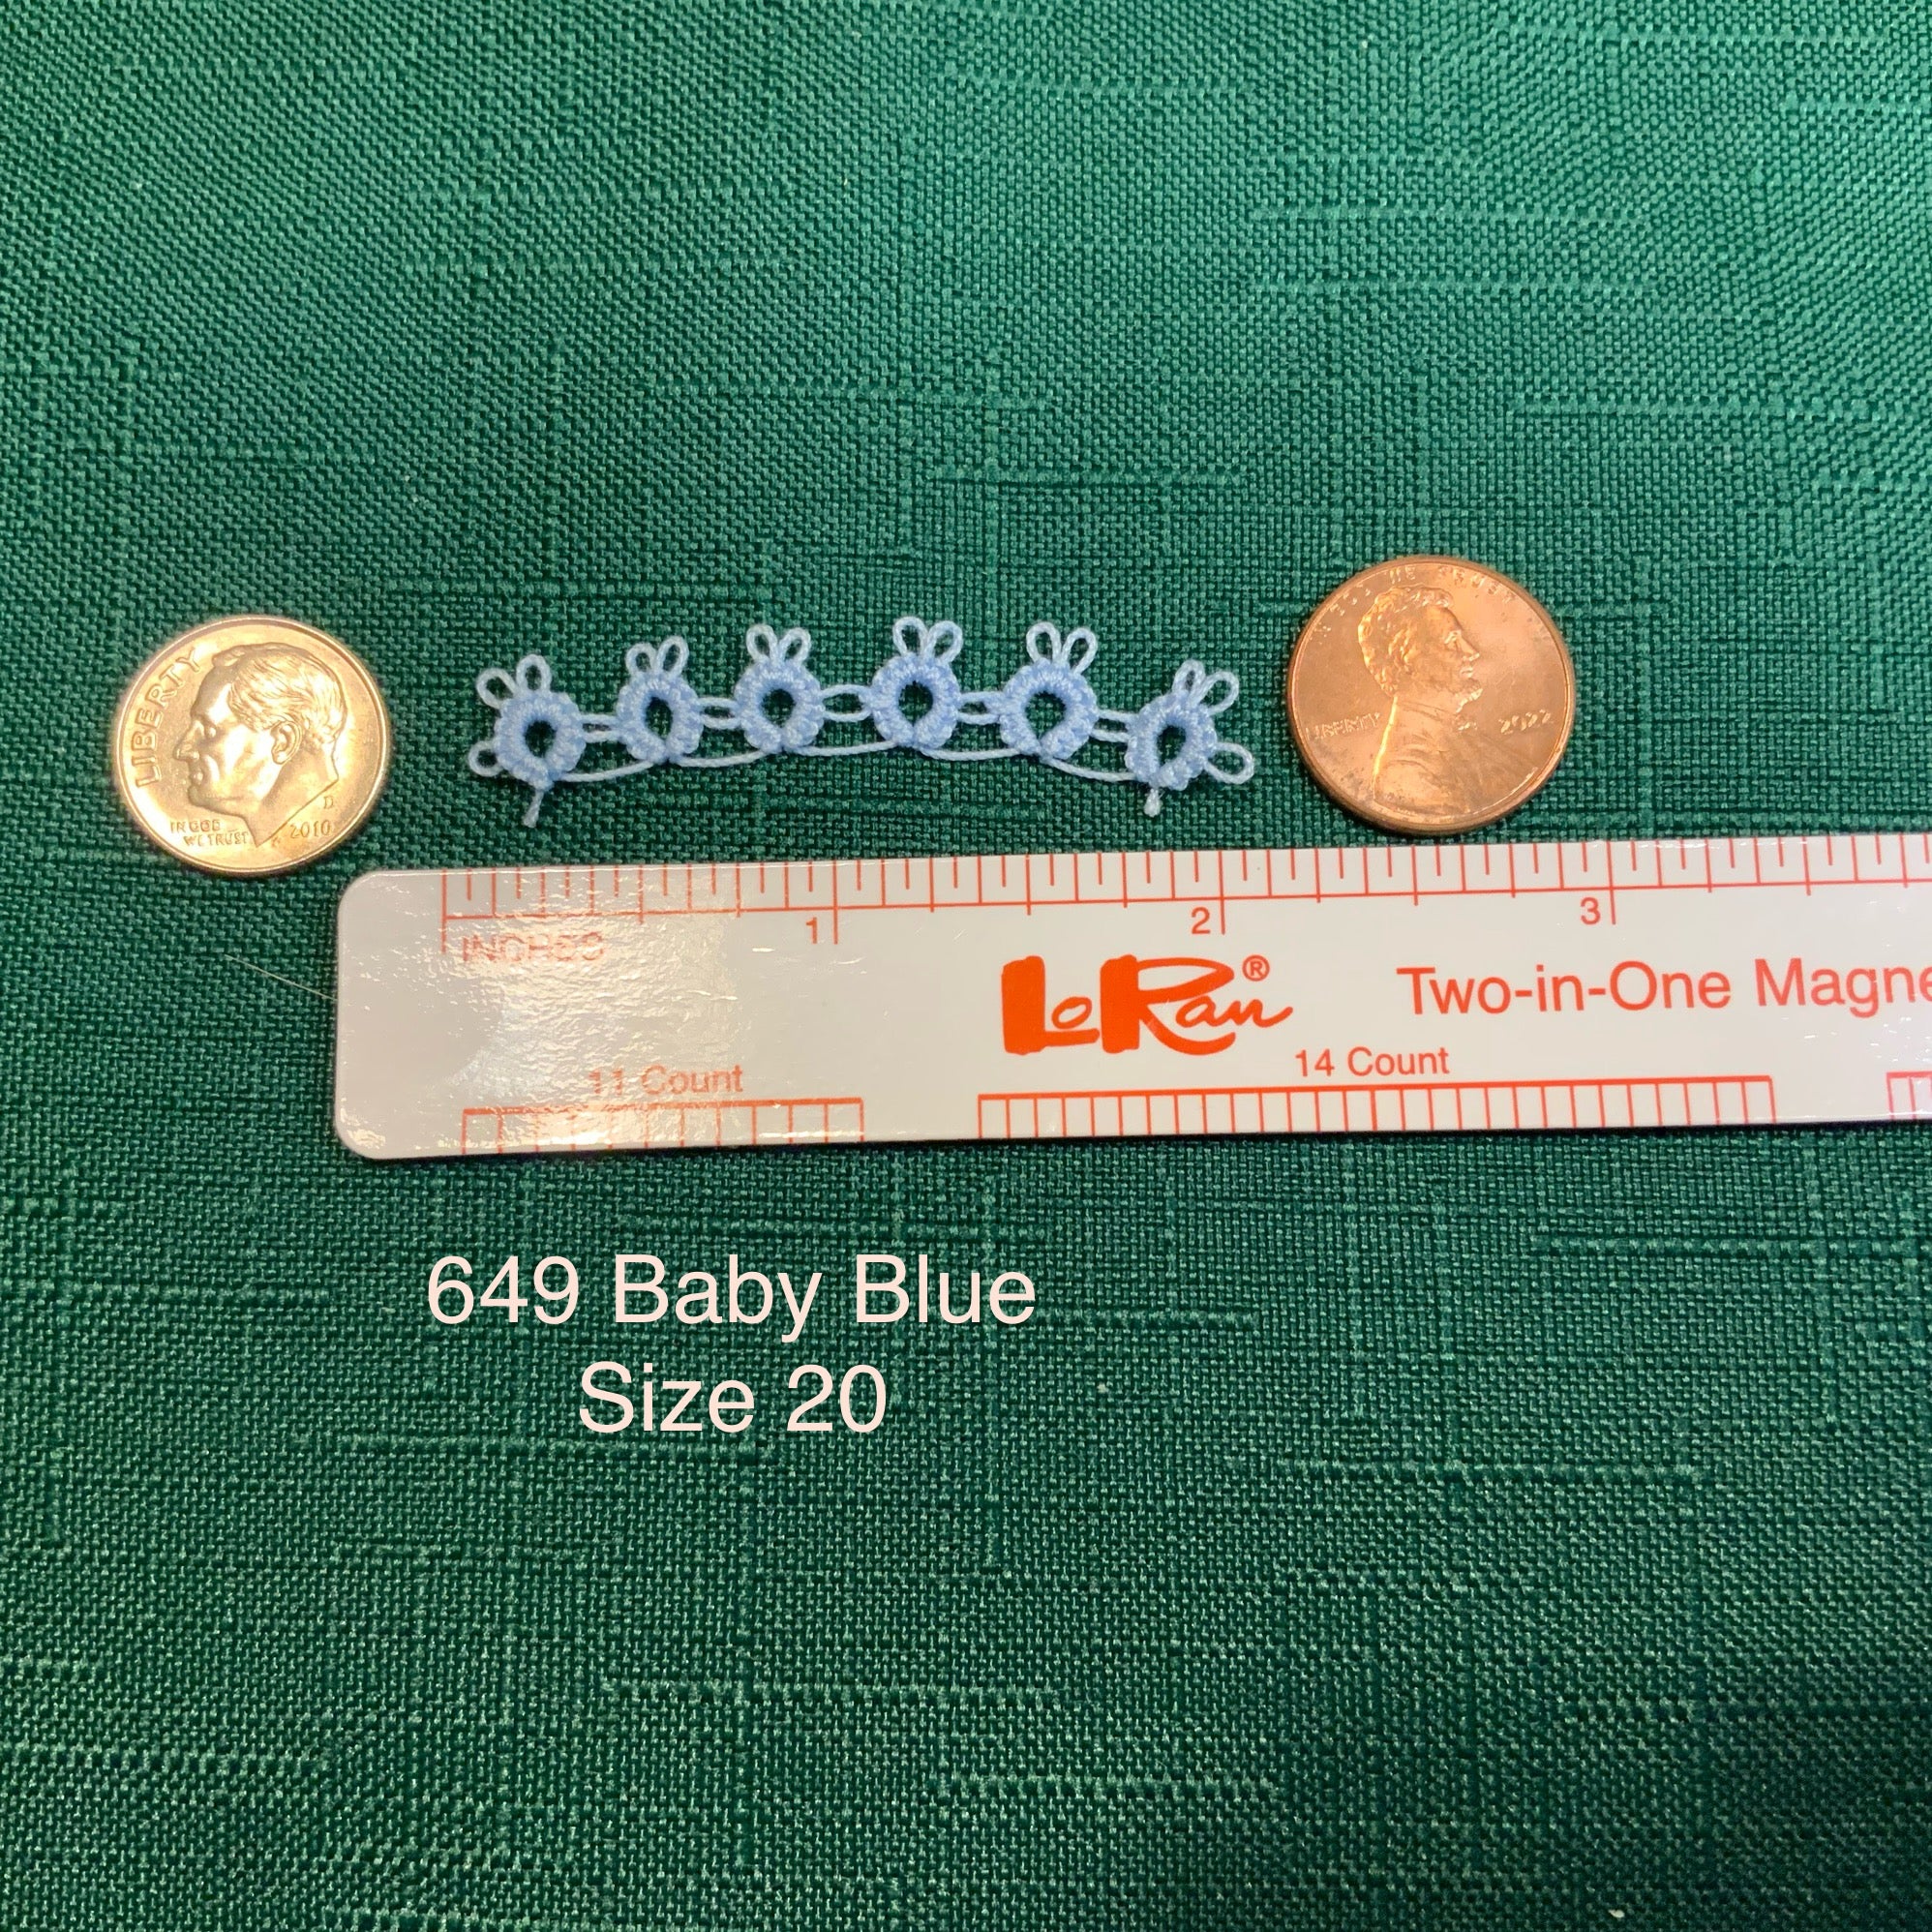 LIBERTY
IN GOD
WE TRUST
D
2010
LIBERTY
2022
1
2
3
INCHES
LoRan®
Two-in-One Magne
11 Count
14 Count
649 Baby Blue
Size 20